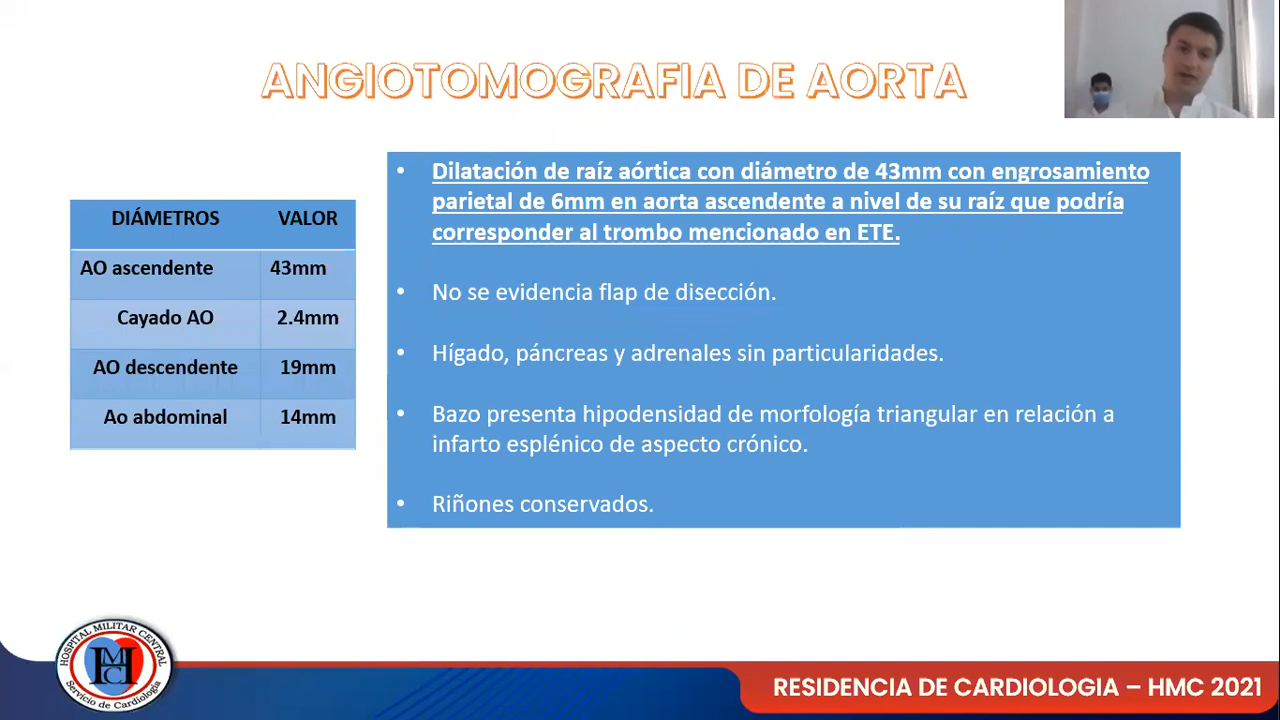 ANGIOTOMOGRAFIA DE AORTA
DIÁMETROS VALOR
AO ascendente 43mm
Cayado AO 2.4mm
AO descendente 19mm
Ao abdominal 14mm
• Dilatación de raíz aórtica con diámetro de 43mm con engrosamiento
parietal de 6mm en aorta ascendente a nivel de su raíz que podría
corresponder al trombo mencionado en ETE.
• No se evidencia flap de disección.
• Hígado, páncreas y adrenales sin particularidades.
• Bazo presenta hipodensidad de morfología triangular en relación a
infarto esplénico de aspecto crónico.
• Riñones conservados.
HOSPITAL MILITAR CENTRAL
HMC
Servicio de Cardiología
RESIDENCIA DE CARDIOLOGIA – HMC 2021